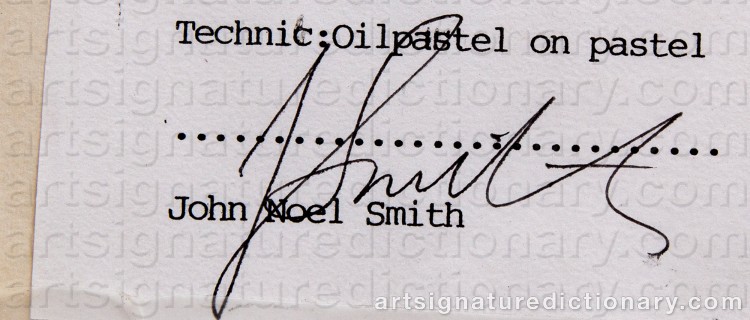 Technic:Oilpastel on pastel
J Smith
John Noel Smith
artsignaturedictionary.com